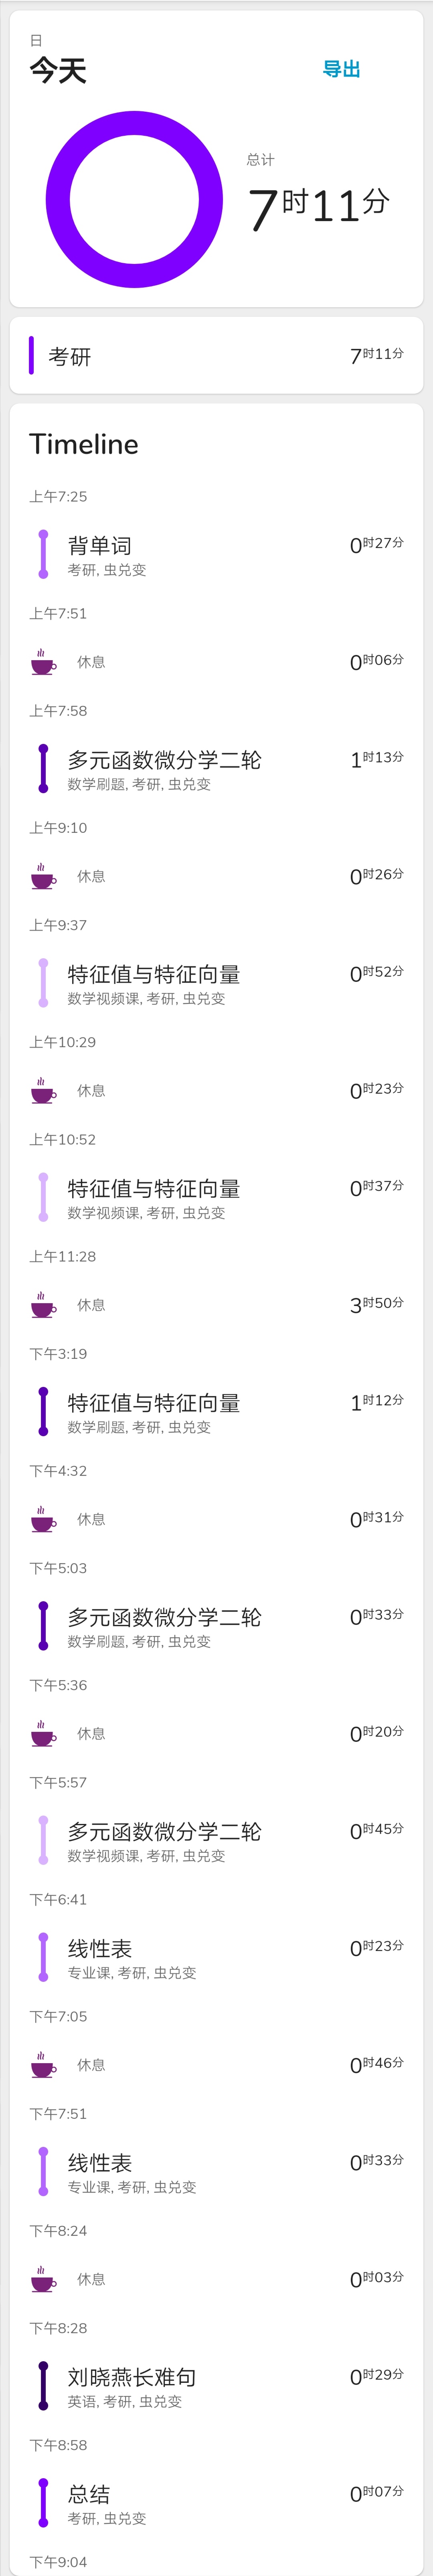 日
今天
导出
总计
7时11分
考研 7时11分
Timeline
上午7:25
背单词 0时27分
考研, 虫兑变
上午7:51
休息 0时06分
上午7:58
多元函数微分学二轮 1时13分
数学刷题, 考研, 虫兑变
上午9:10
休息 0时26分
上午9:37
特征值与特征向量 0时52分
数学视频课, 考研, 虫兑变
上午10:29
休息 0时23分
上午10:52
特征值与特征向量 0时37分
数学视频课, 考研, 虫兑变
上午11:28
休息 3时50分
下午3:19
特征值与特征向量 1时12分
数学刷题, 考研, 虫兑变
下午4:32
休息 0时31分
下午5:03
多元函数微分学二轮 0时33分
数学刷题, 考研, 虫兑变
下午5:36
休息 0时20分
下午5:57
多元函数微分学二轮 0时45分
数学视频课, 考研, 虫兑变
下午6:41
线性表 0时23分
专业课, 考研, 虫兑变
下午7:05
休息 0时46分
下午7:51
线性表 0时33分
专业课, 考研, 虫兑变
下午8:24
休息 0时03分
下午8:28
刘晓燕长难句 0时29分
英语, 考研, 虫兑变
下午8:58
总结 0时07分
考研, 虫兑变
下午9:04